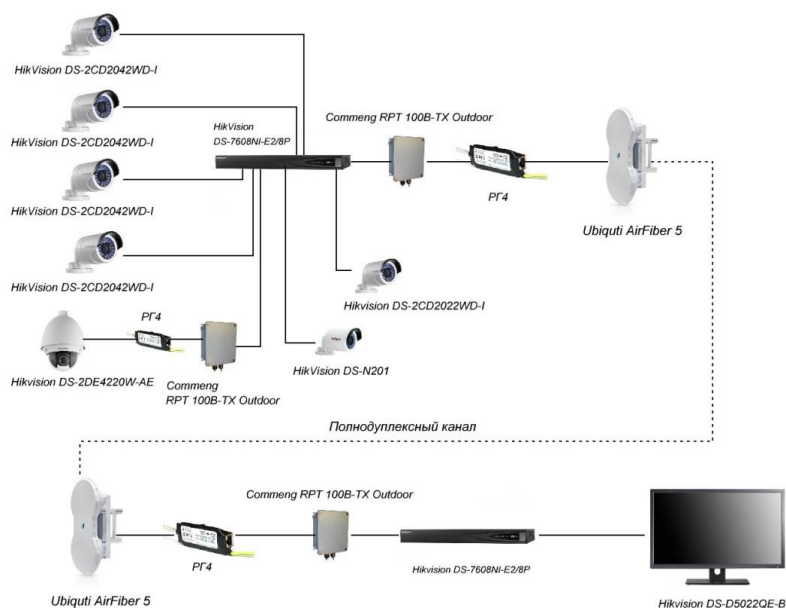 HikVision DS-2CD2042WD-I
HikVision DS-2CD2042WD-I
HikVision DS-2CD2042WD-I
HikVision DS-2CD2042WD-I
HikVision
DS-7608NI-E2/8P
Commeng RPT 100B-TX Outdoor
РГ4
Ubiquti AirFiber 5
Hikvision DS-2CD2022WD-I
HikVision DS-N201
РГ4
Hikvision DS-2DE4220W-AE
Commeng
RPT 100B-TX Outdoor
Полнодуплексный канал
Commeng RPT 100B-TX Outdoor
РГ4
Hikvision DS-7608NI-E2/8P
Ubiquti AirFiber 5
Hikvision DS-D5022QE-B